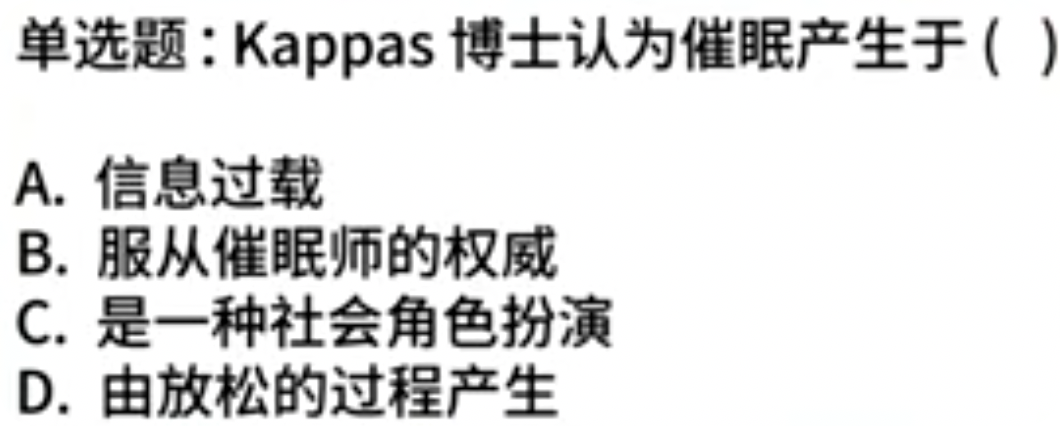 单选题：Kappas 博士认为催眠产生于（ ）
A. 信息过载
B. 服从催眠师的权威
C. 是一种社会角色扮演
D. 由放松的过程产生